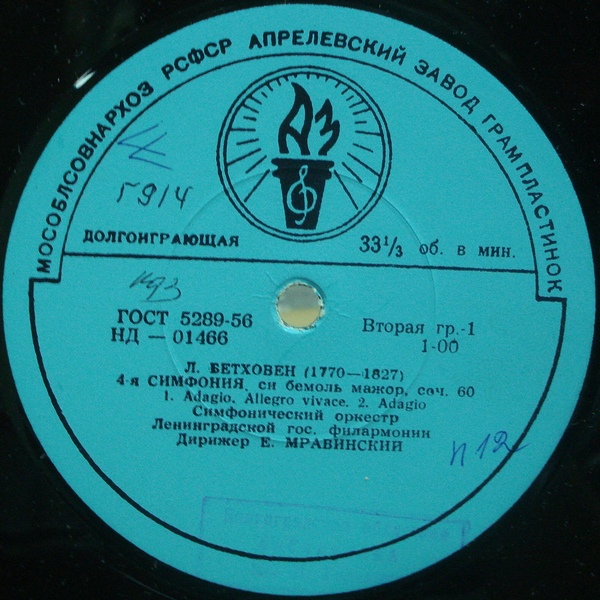 МОСОБЛСОВНАРХОЗ РСФСР АПРЕЛЕВСКИЙ ЗАВОД ГРАМПЛАСТИНОК
АЗ
Г914
ДОЛГОИГРАЮЩАЯ
33⅓ об. в мин.
ГОСТ 5289-56
НД — 01466
Вторая гр.-1
1-00
Л. БЕТХОВЕН (1770—1827)
4-я СИМФОНИЯ, си бемоль мажор, соч. 60
1. Adagio. Allegro vivace. 2. Adagio
Симфонический оркестр
Ленинградской гос. филармонии
Дирижер Е. МРАВИНСКИЙ